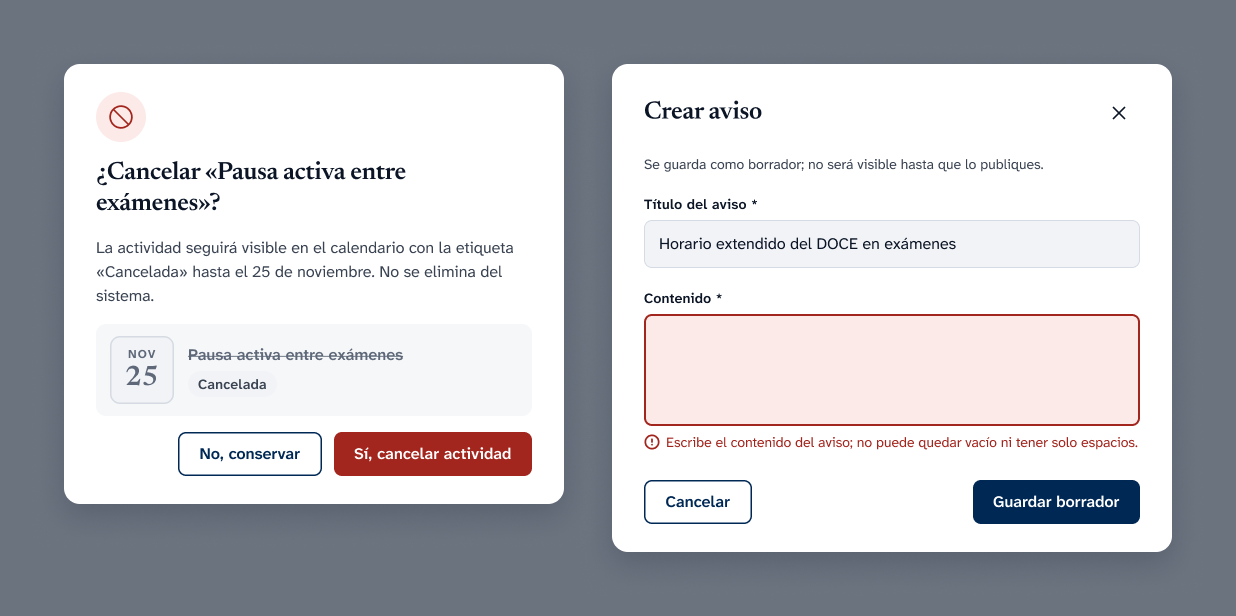 ¿Cancelar «Pausa activa entre
exámenes»?
La actividad seguirá visible en el calendario con la etiqueta
«Cancelada» hasta el 25 de noviembre. No se elimina del
sistema.
NOV
25
Pausa activa entre exámenes
Cancelada
No, conservar
Sí, cancelar actividad
Crear aviso
Se guarda como borrador; no será visible hasta que lo publiques.
Título del aviso *
Horario extendido del DOCE en exámenes
Contenido *
Escribe el contenido del aviso; no puede quedar vacío ni tener solo espacios.
Cancelar
Guardar borrador